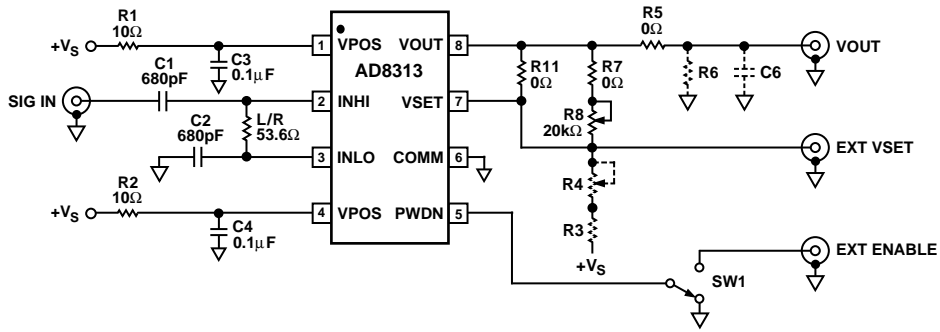 R1
10Ω
+VS
C3
0.1µF
C1
680pF
SIG IN
L/R
53.6Ω
C2
680pF
R2
10Ω
+VS
C4
0.1µF
1 VPOS VOUT 8
AD8313
2 INHI VSET 7
3 INLO COMM 6
4 VPOS PWDN 5
R11
0Ω
R7
0Ω
R8
20kΩ
R4
R3
+VS
R5
0Ω
R6
C6
VOUT
EXT VSET
EXT ENABLE
SW1